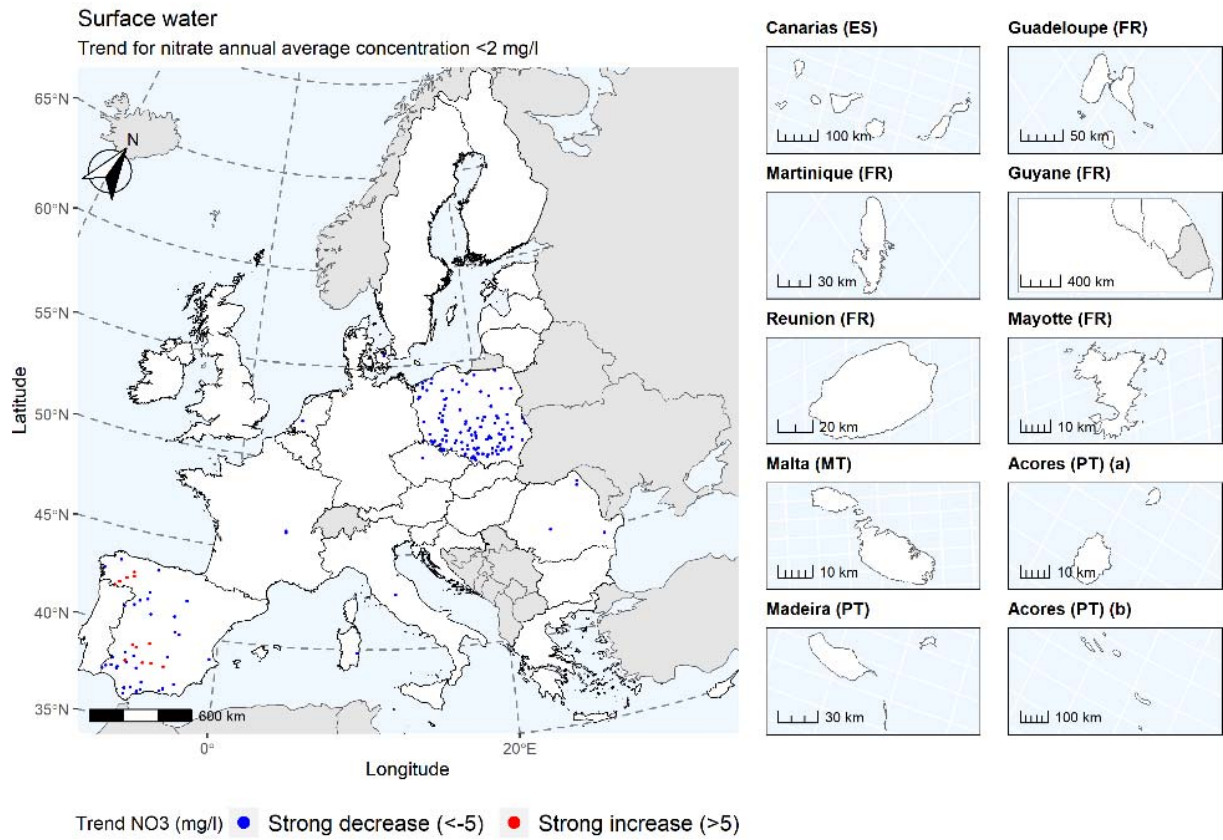 Surface water
Trend for nitrate annual average concentration <2 mg/l
65°N
60°N
55°N
50°N
45°N
40°N
35°N
Latitude
N
600 km
0°
20°E
Longitude
Canarias (ES)
100 km
Guadeloupe (FR)
50 km
Martinique (FR)
30 km
Guyane (FR)
400 km
Reunion (FR)
20 km
Mayotte (FR)
10 km
Malta (MT)
10 km
Acores (PT) (a)
10 km
Madeira (PT)
30 km
Acores (PT) (b)
100 km
Trend NO3 (mg/l) Strong decrease (<-5) Strong increase (>5)